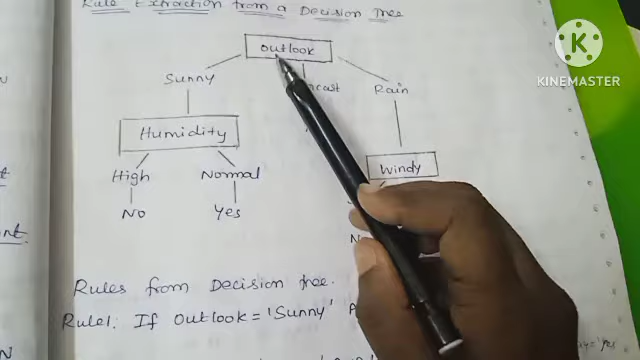 Rule Extraction from a Decision Tree
Outlook
Sunny
Rain
KINEMASTER
Humidity
Windy
High
Normal
No
Yes
Rules from Decision tree.
Rule1: If Outlook='Sunny'